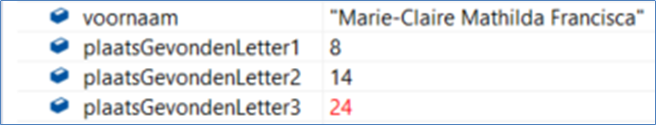 voornaam "Marie-Claire Mathilda Francisca"
plaatsGevondenLetter1 8
plaatsGevondenLetter2 14
plaatsGevondenLetter3 24